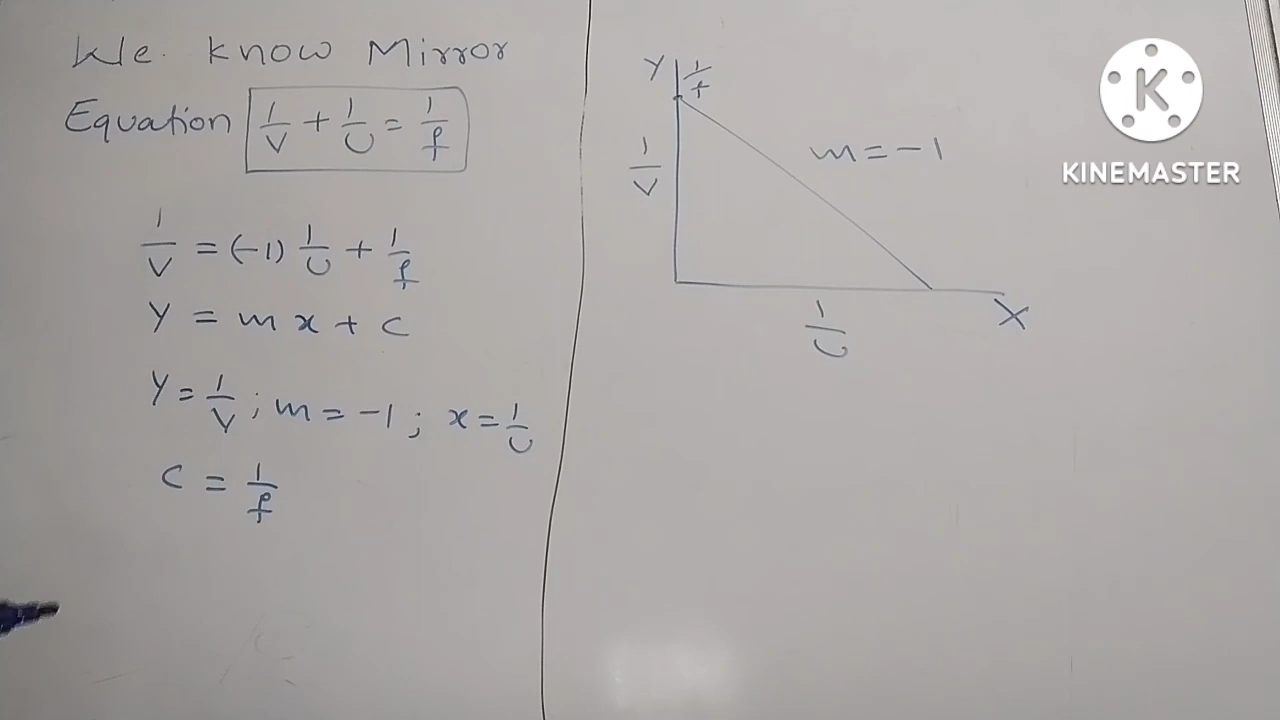 We know Mirror
Equation 1/v + 1/u = 1/f
1/v = (-1) 1/u + 1/f
y = m x + c
y = 1/v ; m = -1 ; x = 1/u
c = 1/f
Y 1/f
1/v
m = -1
1/u
X
K
KINEMASTER